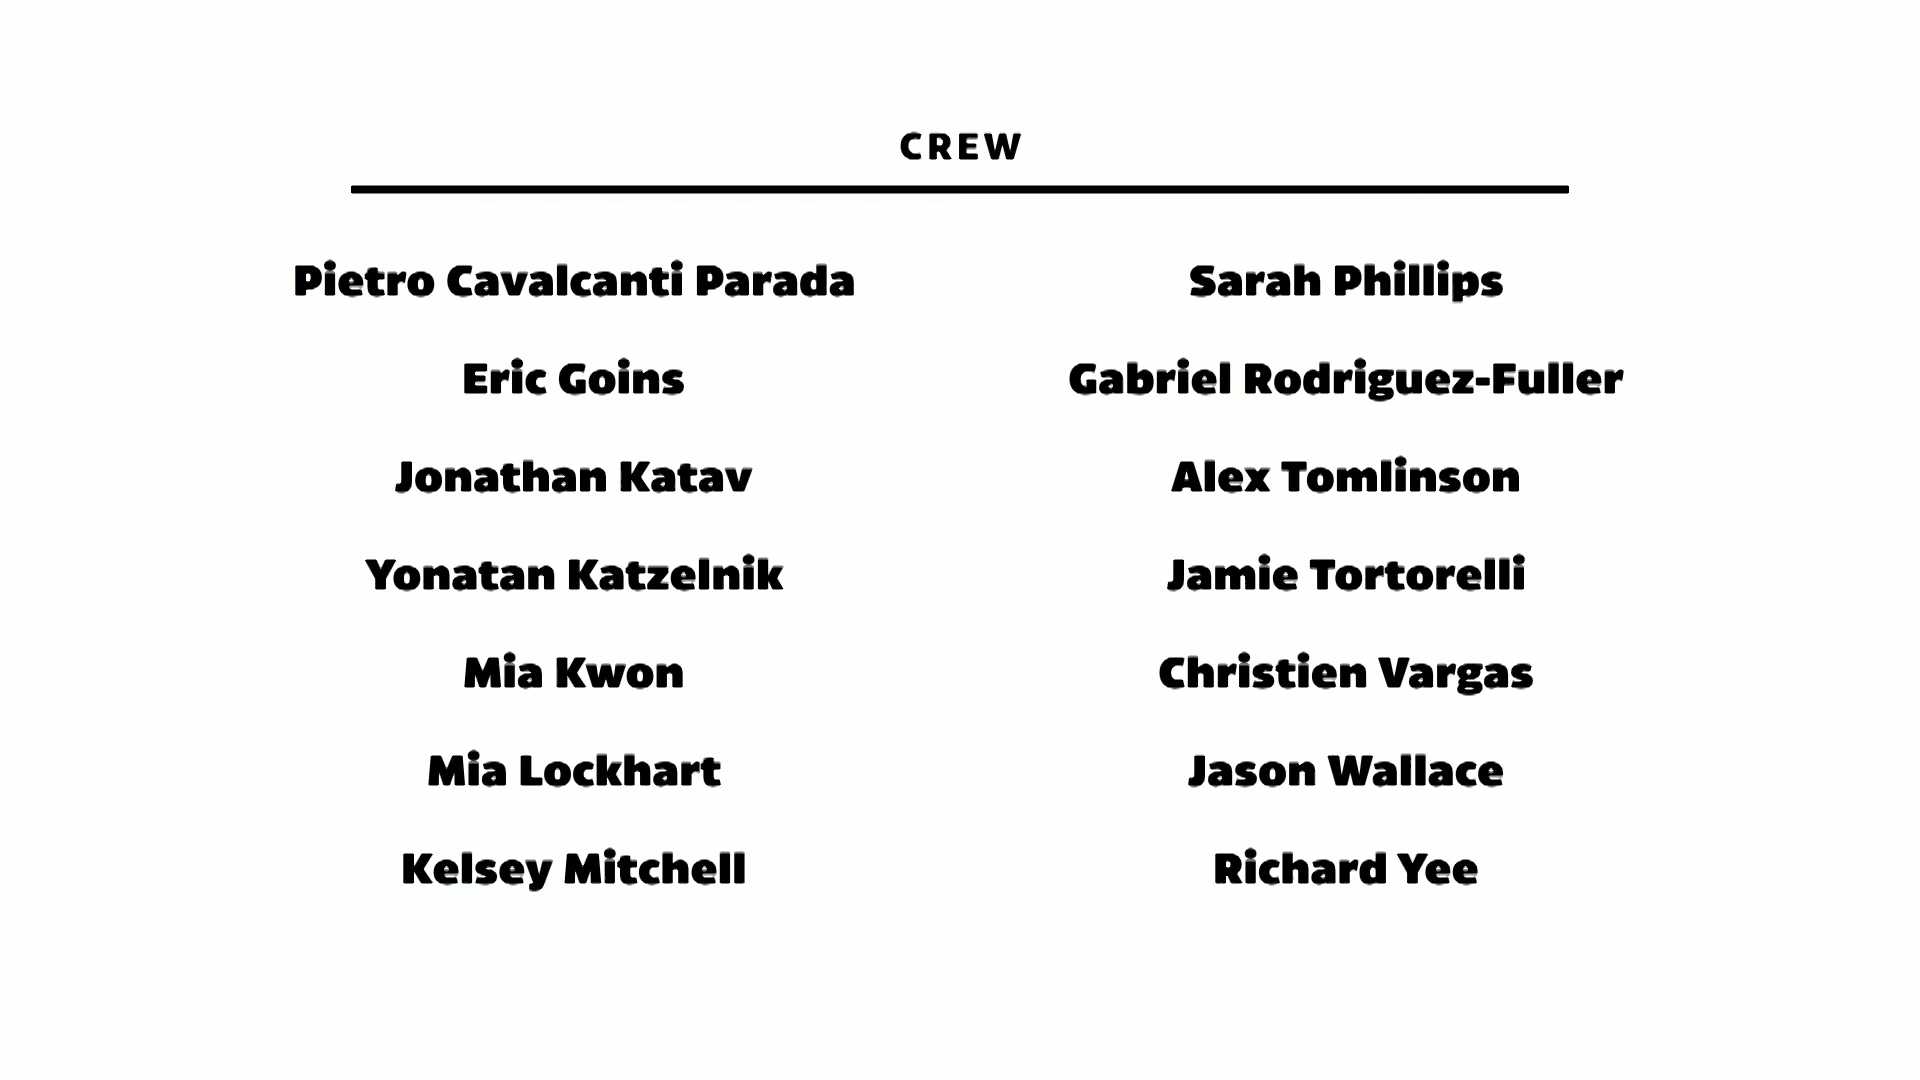 CREW
Pietro Cavalcanti Parada
Eric Goins
Jonathan Katav
Yonatan Katzelnik
Mia Kwon
Mia Lockhart
Kelsey Mitchell
Sarah Phillips
Gabriel Rodriguez-Fuller
Alex Tomlinson
Jamie Tortorelli
Christien Vargas
Jason Wallace
Richard Yee